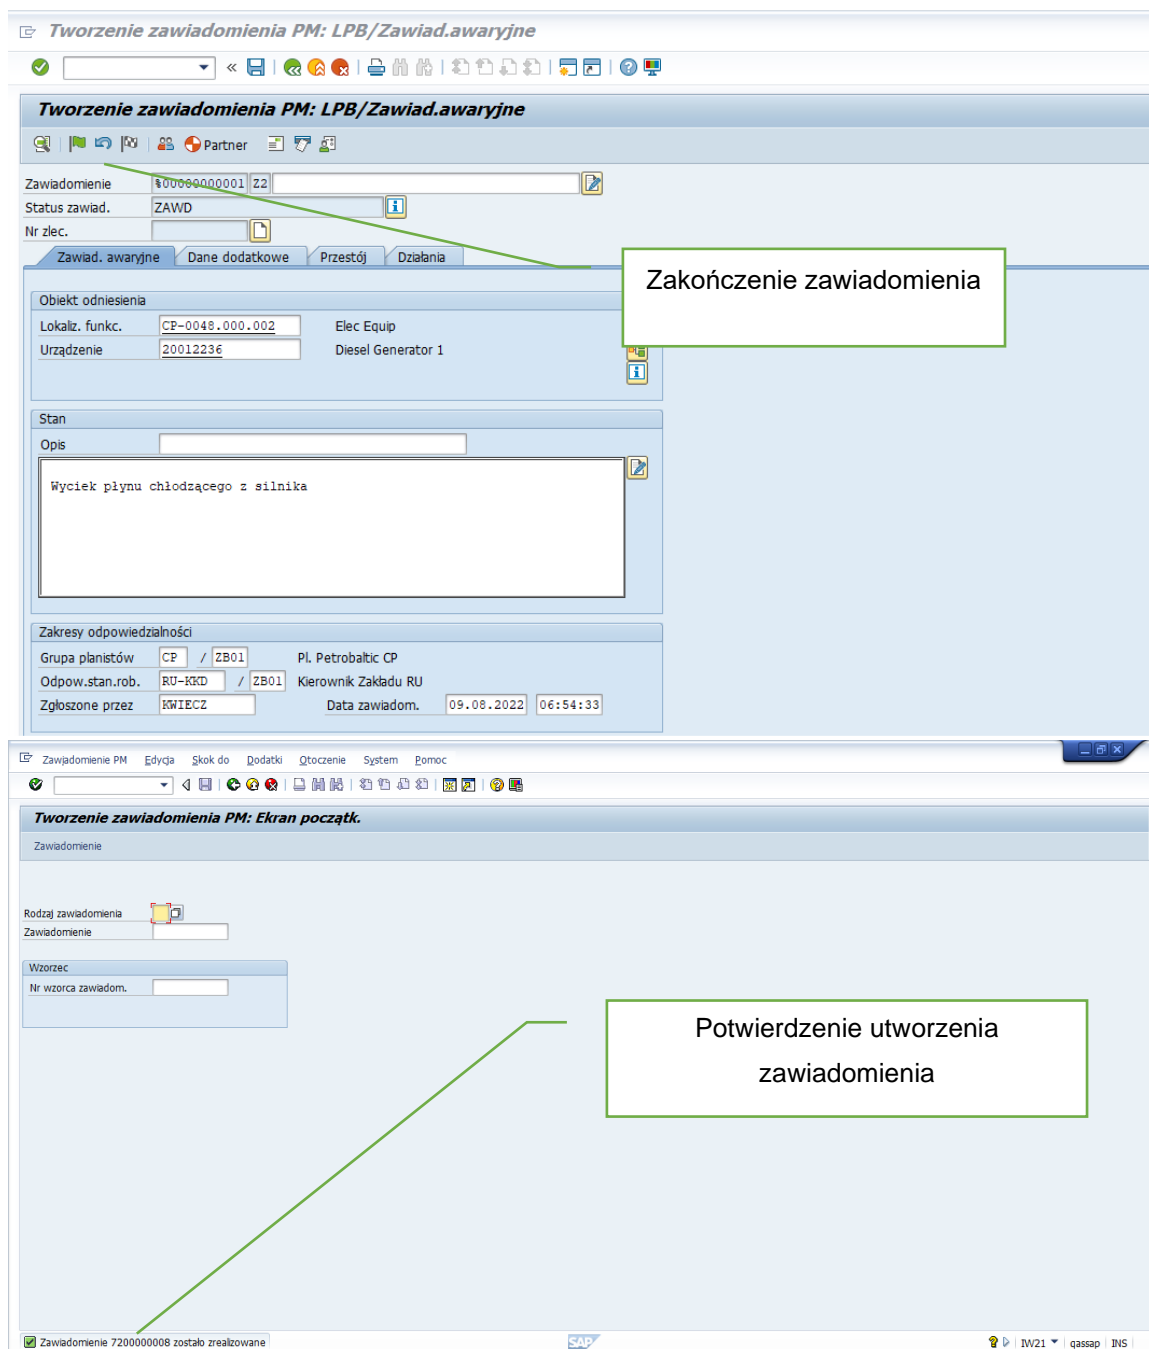 Tworzenie zawiadomienia PM: LPB/Zawiad.awaryjne
Tworzenie zawiadomienia PM: LPB/Zawiad.awaryjne
Partner
Zawiadomienie %00000000001 Z2
Status zawiad. ZAWD
Nr zlec.
Zawiad. awaryjne Dane dodatkowe Przestój Działania
Zakończenie zawiadomienia
Obiekt odniesienia
Lokaliz. funkc. CP-0048.000.002 Elec Equip
Urządzenie 20012236 Diesel Generator 1
Stan
Opis
Wyciek płynu chłodzącego z silnika
Zakresy odpowiedzialności
Grupa planistów CP / ZB01 Pl. Petrobaltic CP
Odpow.stan.rob. RU-KKD / ZB01 Kierownik Zakładu RU
Zgłoszone przez KWIECZ Data zawiadom. 09.08.2022 06:54:33
Zawiadomienie PM Edycja Skok do Dodatki Otoczenie System Pomoc
Tworzenie zawiadomienia PM: Ekran początk.
Zawiadomienie
Rodzaj zawiadomienia
Zawiadomienie
Wzorzec
Nr wzorca zawiadom.
Potwierdzenie utworzenia
zawiadomienia
Zawiadomienie 7200000008 zostało zrealizowane SAP IW21 qassap INS